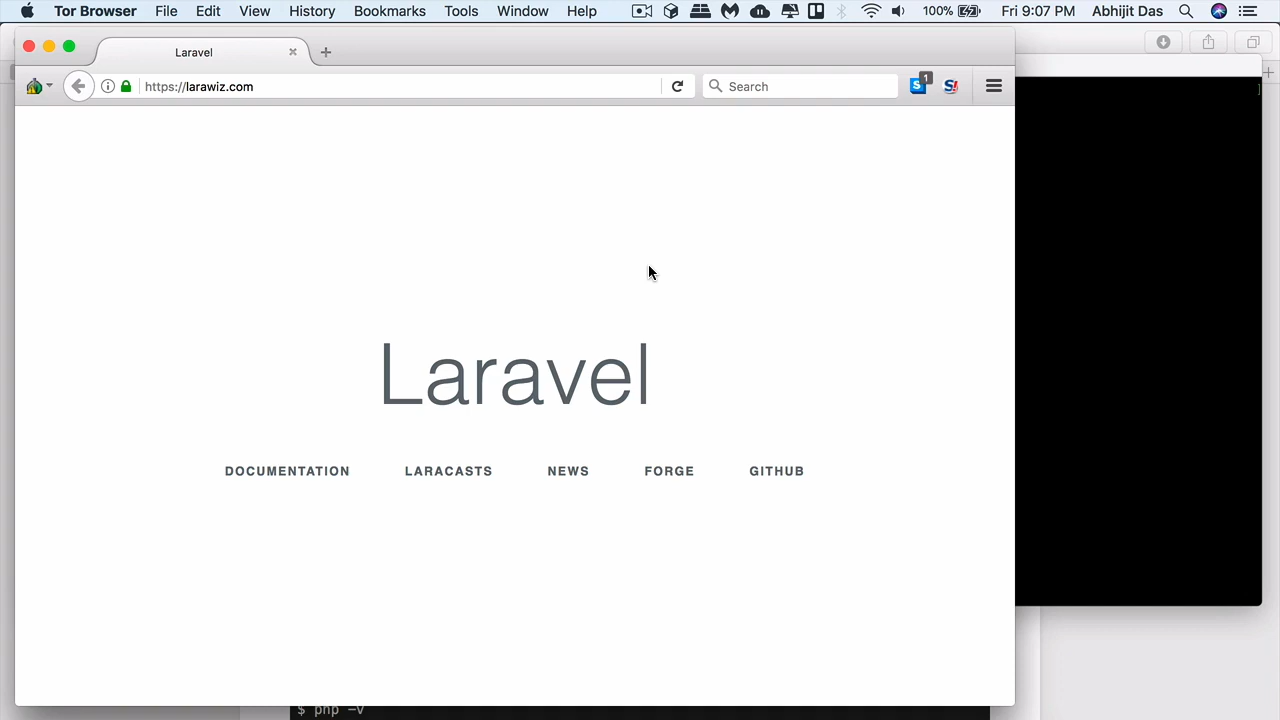 Tor Browser File Edit View History Bookmarks Tools Window Help 100% Fri 9:07 PM Abhijit Das
Laravel
https://larawiz.com Search S 1 S!
Laravel
DOCUMENTATION LARACASTS NEWS FORGE GITHUB
$ php -v